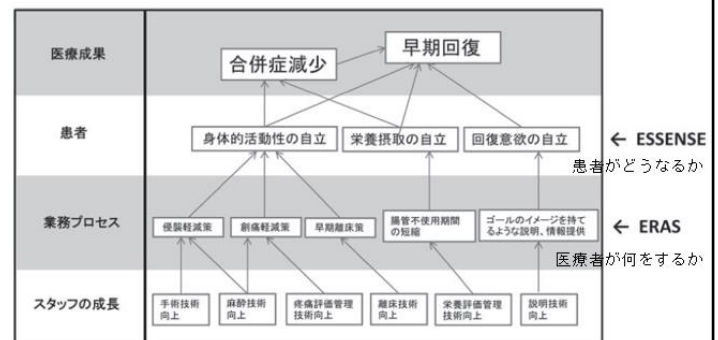 医療成果
合併症減少
早期回復
患者
身体的活動性の自立
栄養摂取の自立
回復意欲の自立
← ESSENSE
患者がどうなるか
業務プロセス
侵襲軽減策
創痛軽減策
早期離床策
腸管不使用期間
の短縮
ゴールのイメージを持て
るような説明、情報提供
← ERAS
医療者が何をするか
スタッフの成長
手術技術
向上
麻酔技術
向上
疼痛評価管理
技術向上
離床技術
向上
栄養評価管理
技術向上
説明技術
向上